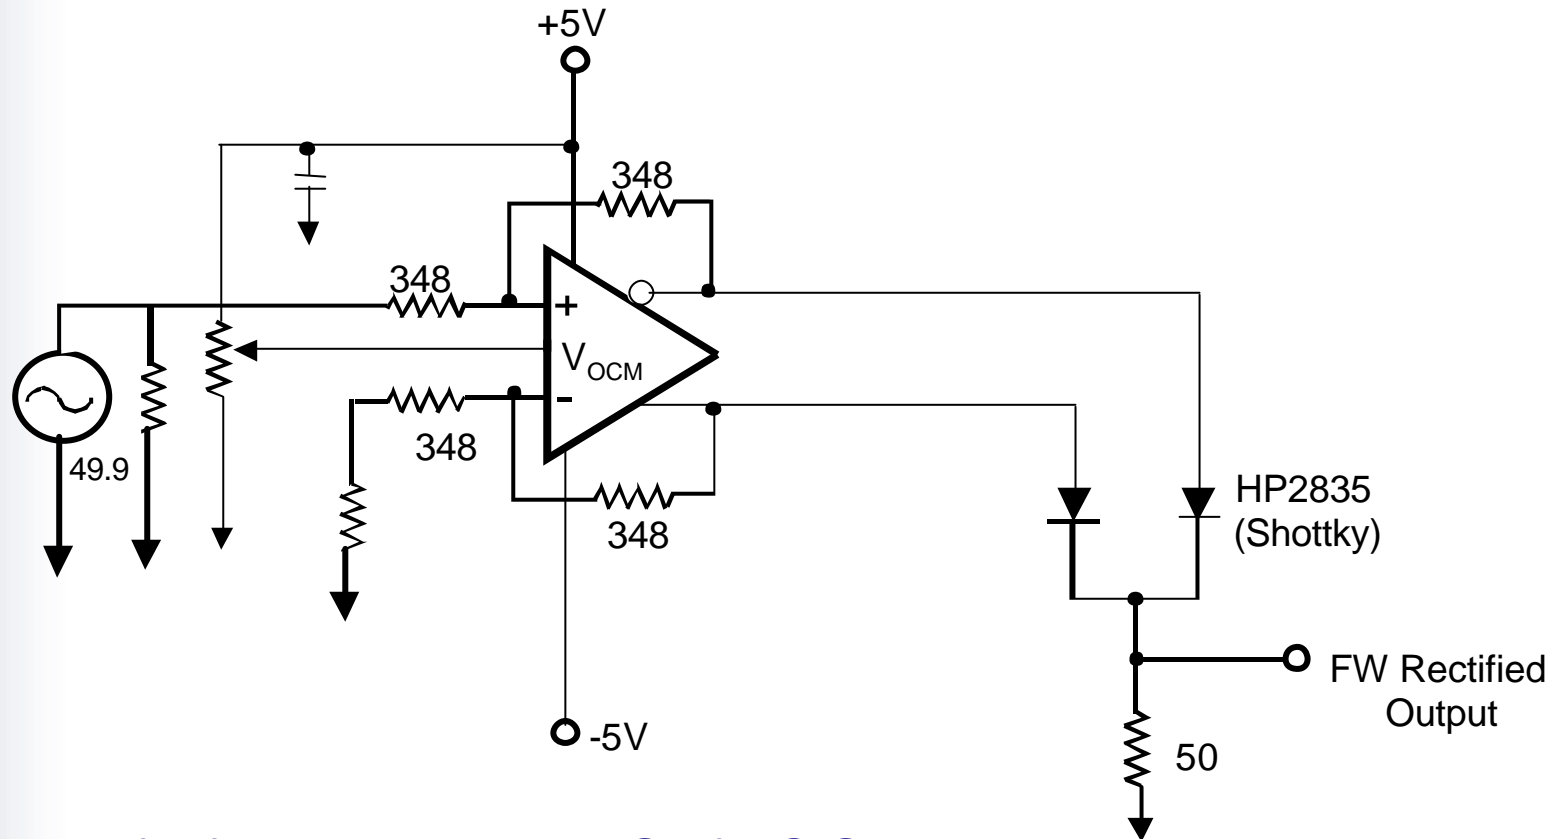 +5V
348
348
+
V OCM
-
348
49.9
348
HP2835
(Shottky)
FW Rectified
Output
-5V
50